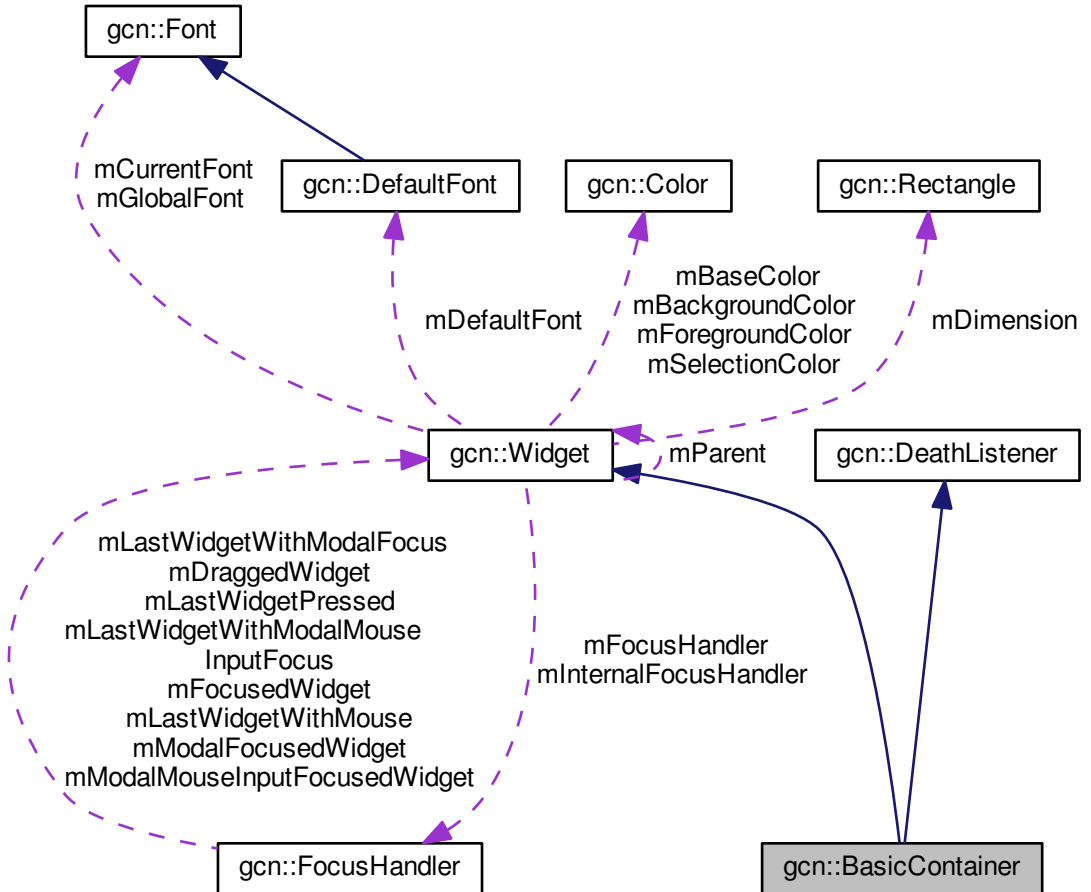 gcn::Font
mCurrentFont
mGlobalFont
gcn::DefaultFont
gcn::Color
gcn::Rectangle
mDefaultFont
mBaseColor
mBackgroundColor
mForegroundColor
mSelectionColor
mDimension
gcn::Widget
mParent
gcn::DeathListener
mLastWidgetWithModalFocus
mDraggedWidget
mLastWidgetPressed
mLastWidgetWithModalMouse
InputFocus
mFocusedWidget
mLastWidgetWithMouse
mModalFocusedWidget
mModalMouseInputFocusedWidget
mFocusHandler
mInternalFocusHandler
gcn::FocusHandler
gcn::BasicContainer